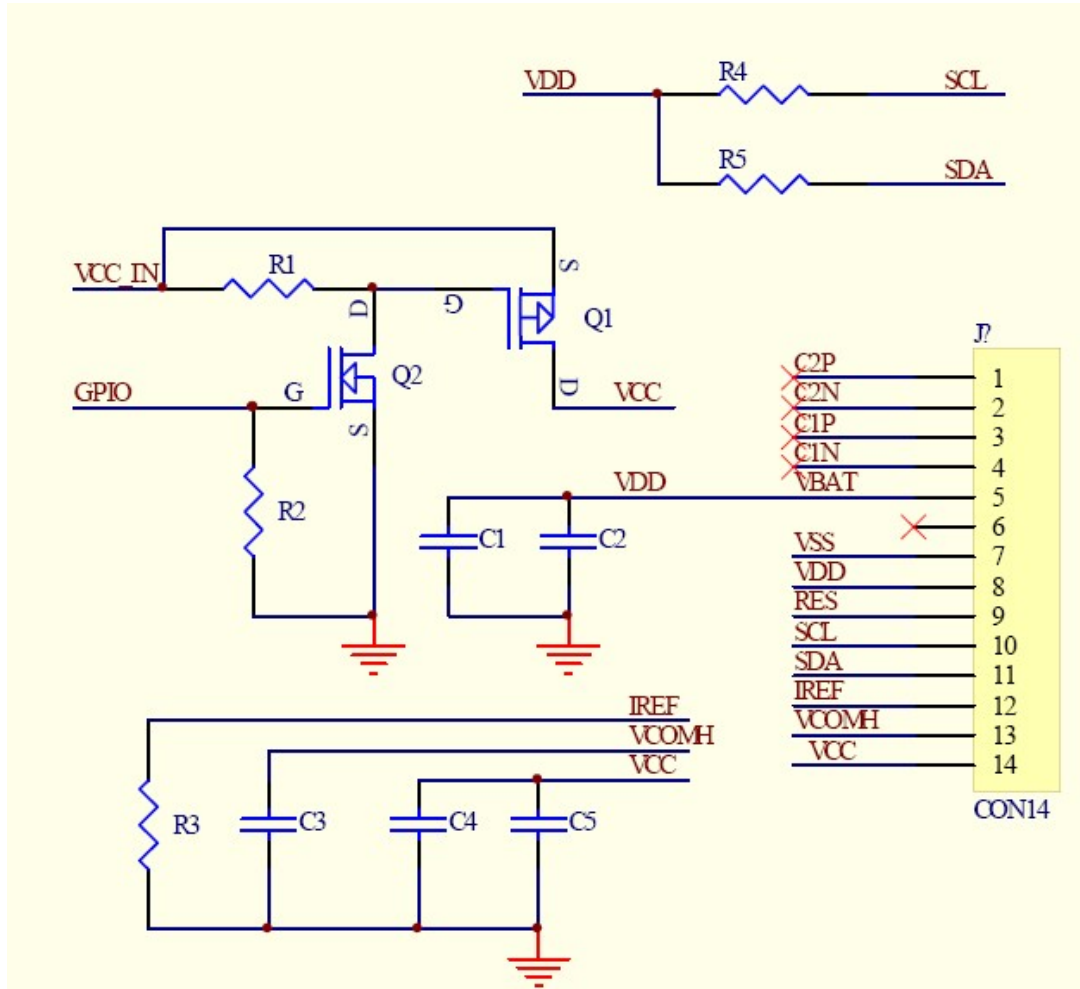 VDD R4 SCL
R5 SDA
VCC_IN R1 D G S Q1
D VCC
GPIO G Q2
S
R2
VDD VBAT
C1 C2
J?
C2P 1
C2N 2
C1P 3
C1N 4
5
6
VSS 7
VDD 8
RES 9
SCL 10
SDA 11
IREF 12
VCOMH 13
VCC 14
CON14
IREF
VCOMH
VCC
R3 C3 C4 C5